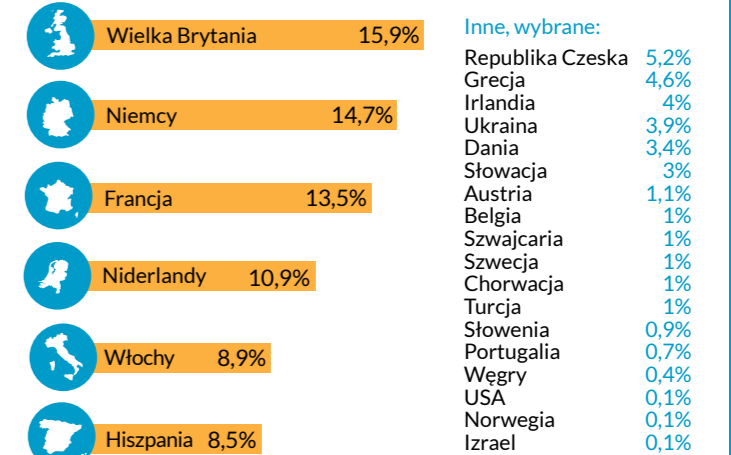 Wielka Brytania 15,9%
Niemcy 14,7%
Francja 13,5%
Niderlandy 10,9%
Włochy 8,9%
Hiszpania 8,5%
Inne, wybrane:
Republika Czeska 5,2%
Grecja 4,6%
Irlandia 4%
Ukraina 3,9%
Dania 3,4%
Słowacja 3%
Austria 1,1%
Belgia 1%
Szwajcaria 1%
Szwecja 1%
Chorwacja 1%
Turcja 1%
Słowenia 0,9%
Portugalia 0,7%
Węgry 0,4%
USA 0,1%
Norwegia 0,1%
Izrael 0,1%